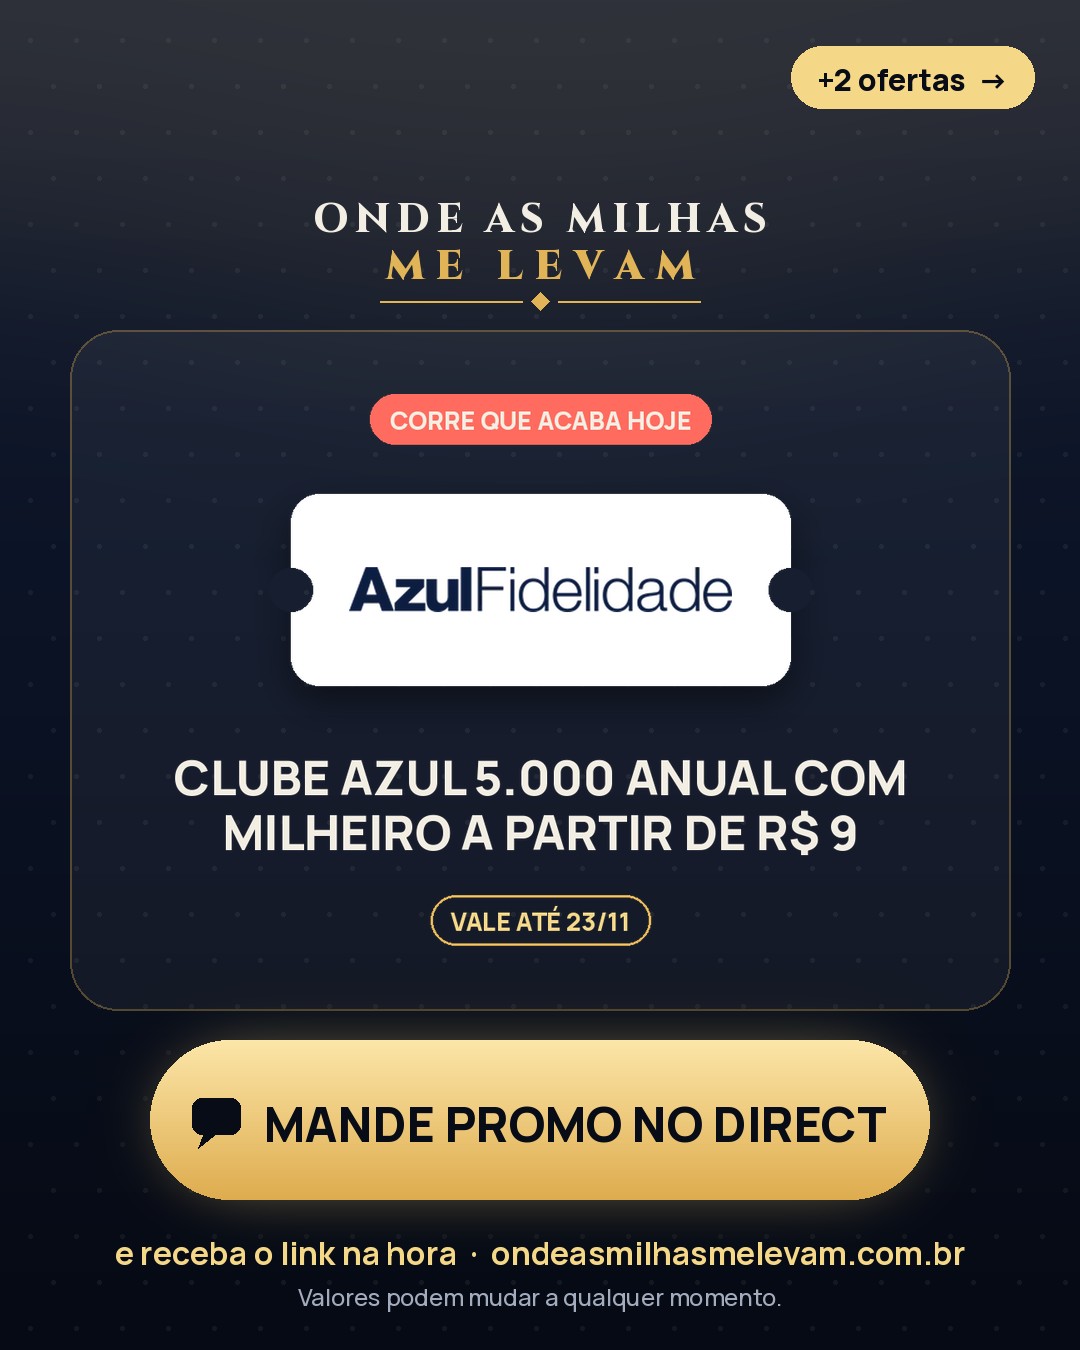 +2 ofertas →
ONDE AS MILHAS
ME LEVAM
CORRE QUE ACABA HOJE
AzulFidelidade
CLUBE AZUL 5.000 ANUAL COM
MILHEIRO A PARTIR DE R$ 9
VALE ATÉ 23/11
MANDE PROMO NO DIRECT
e receba o link na hora · ondeasmilhasmelevam.com.br
Valores podem mudar a qualquer momento.